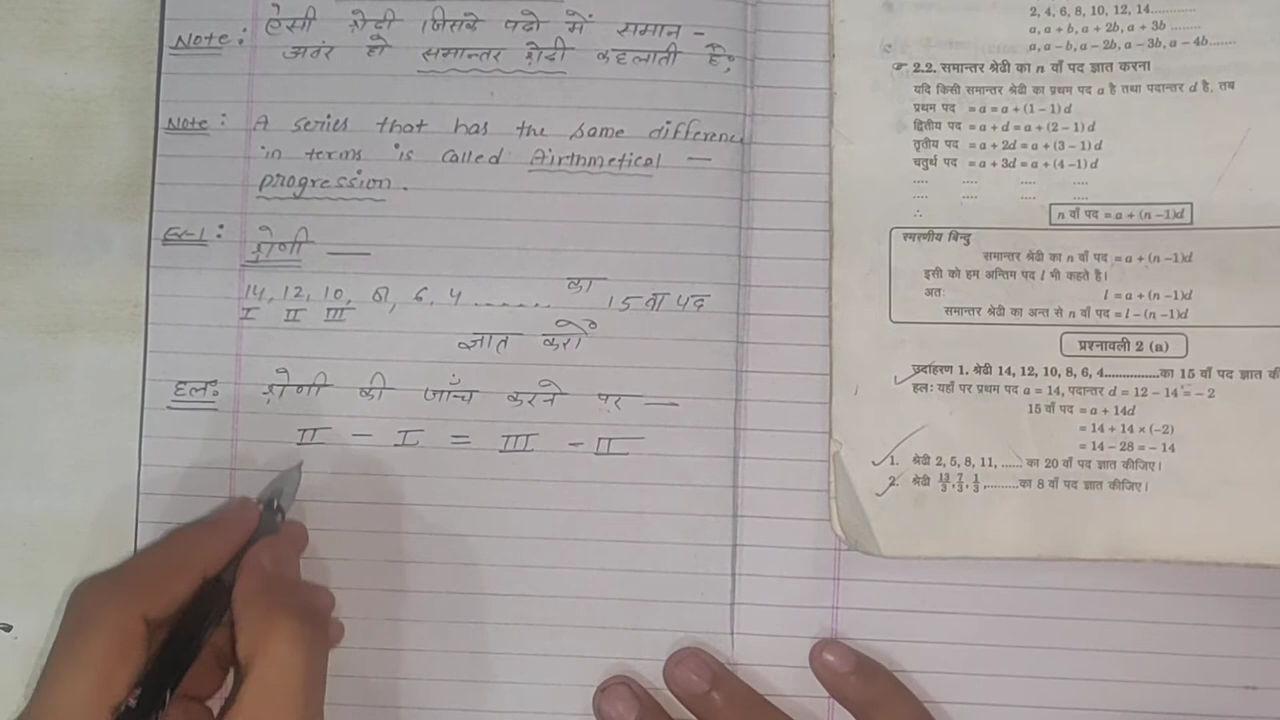 Note: ऐसी श्रेढी जिसके पदो में समान -
अतंर हो समान्तर श्रेढी कहलाती है;
Note: A series that has the same difference
in terms is called Airthmetical —
progression.
Ex-1: श्रेणी —
14, 12, 10, 8, 6, 4 ....... का 15 वा पद
I II III
ज्ञात करों
हलः श्रेणी की जाँच करने पर —
II - I = III - II
2, 4, 6, 8, 10, 12, 14............
a, a + b, a + 2b, a + 3b ........
a, a – b, a – 2b, a – 3b, a – 4b.......
☞ 2.2. समान्तर श्रेढी का n वाँ पद ज्ञात करना
यदि किसी समान्तर श्रेढी का प्रथम पद a है तथा पदान्तर d है, तब
प्रथम पद = a = a + (1 – 1) d
द्वितीय पद = a + d = a + (2 – 1) d
तृतीय पद = a + 2d = a + (3 – 1) d
चतुर्थ पद = a + 3d = a + (4 – 1) d
.... .... .... ....
.... .... .... ....
∴ n वाँ पद = a + (n – 1)d
स्मरणीय बिन्दु
समान्तर श्रेढी का n वाँ पद = a + (n – 1)d
इसी को हम अन्तिम पद l भी कहते है।
अतः l = a + (n – 1)d
समान्तर श्रेढी का अन्त से n वाँ पद = l – (n – 1)d
प्रश्नावली 2 (a)
उदाहरण 1. श्रेढी 14, 12, 10, 8, 6, 4...............का 15 वाँ पद ज्ञात की
हलः यहाँ पर प्रथम पद a = 14, पदान्तर d = 12 – 14 = – 2
15 वाँ पद = a + 14d
= 14 + 14 × (–2)
= 14 – 28 = – 14
1. श्रेढी 2, 5, 8, 11, ...... का 20 वाँ पद ज्ञात कीजिए।
2. श्रेढी 13/3, 7/3, 1/3, .........का 8 वाँ पद ज्ञात कीजिए।